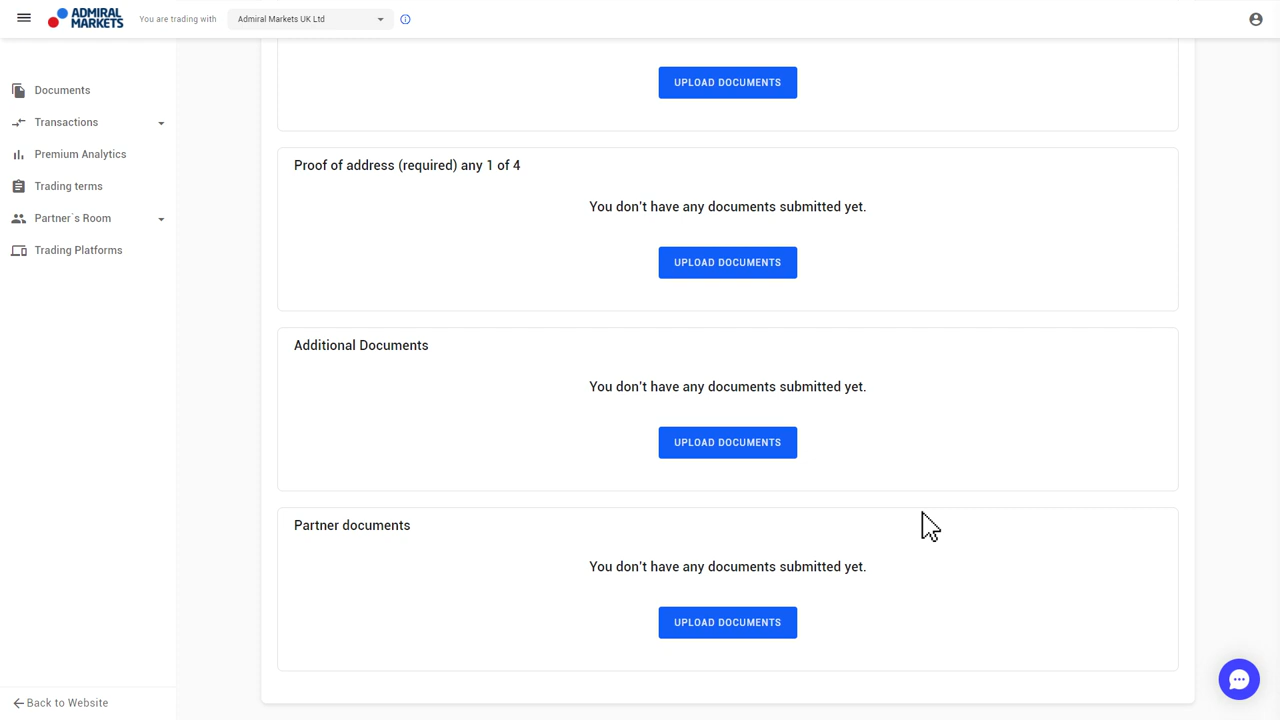 ADMIRAL MARKETS
You are trading with
Admiral Markets UK Ltd
Documents
Transactions
Premium Analytics
Trading terms
Partner`s Room
Trading Platforms
Back to Website
UPLOAD DOCUMENTS
Proof of address (required) any 1 of 4
You don't have any documents submitted yet.
UPLOAD DOCUMENTS
Additional Documents
You don't have any documents submitted yet.
UPLOAD DOCUMENTS
Partner documents
You don't have any documents submitted yet.
UPLOAD DOCUMENTS